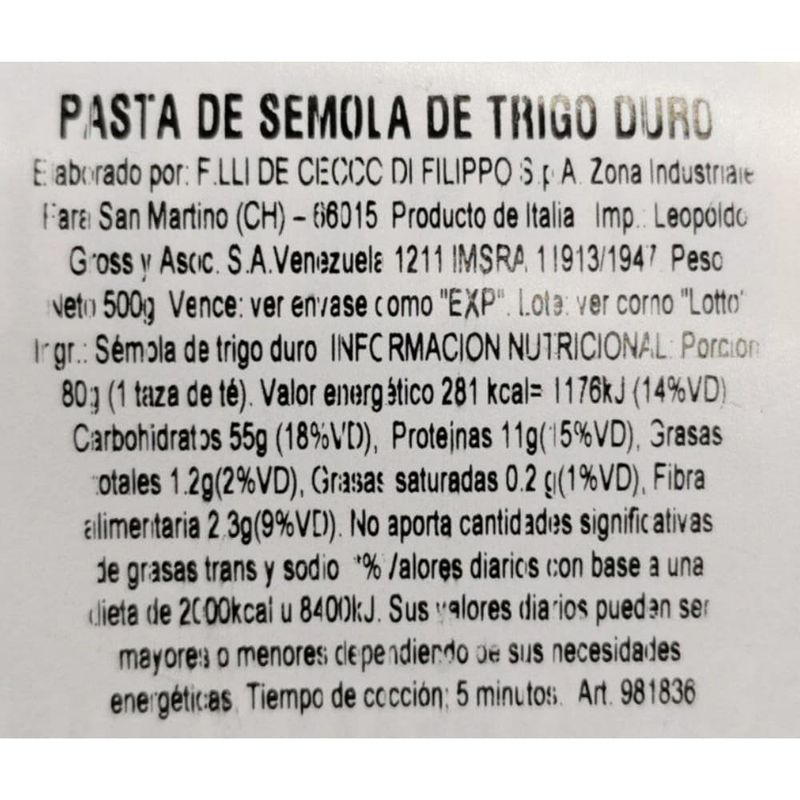 PASTA DE SEMOLA DE TRIGO DURO
Elaborado por: F.LLI DE CECCO DI FILIPPO S.p.A. Zona Industriale
Fara San Martino (CH) – 66015 Producto de Italia Imp.: Leopoldo
Gross y Asoc. S.A. Venezuela 1211 IMSRA 11913/1947 Peso
Neto 500g Vence: ver envase como "EXP". Lote: ver como "Lotto"
Ingr.: Sémola de trigo duro INFORMACION NUTRICIONAL: Porción
80g (1 taza de té). Valor energético 281 kcal= 1176kJ (14%VD)
Carbohidratos 55g (18%VD), Proteinas 11g(15%VD), Grasas
totales 1.2g(2%VD), Grasas saturadas 0.2 g(1%VD), Fibra
alimentaria 2.3g(9%VD). No aporta cantidades significativas
de grasas trans y sodio *% Valores diarios con base a una
dieta de 2000kcal u 8400kJ. Sus valores diarios pueden ser
mayores o menores dependiendo de sus necesidades
energéticas. Tiempo de cocción: 5 minutos. Art. 981836